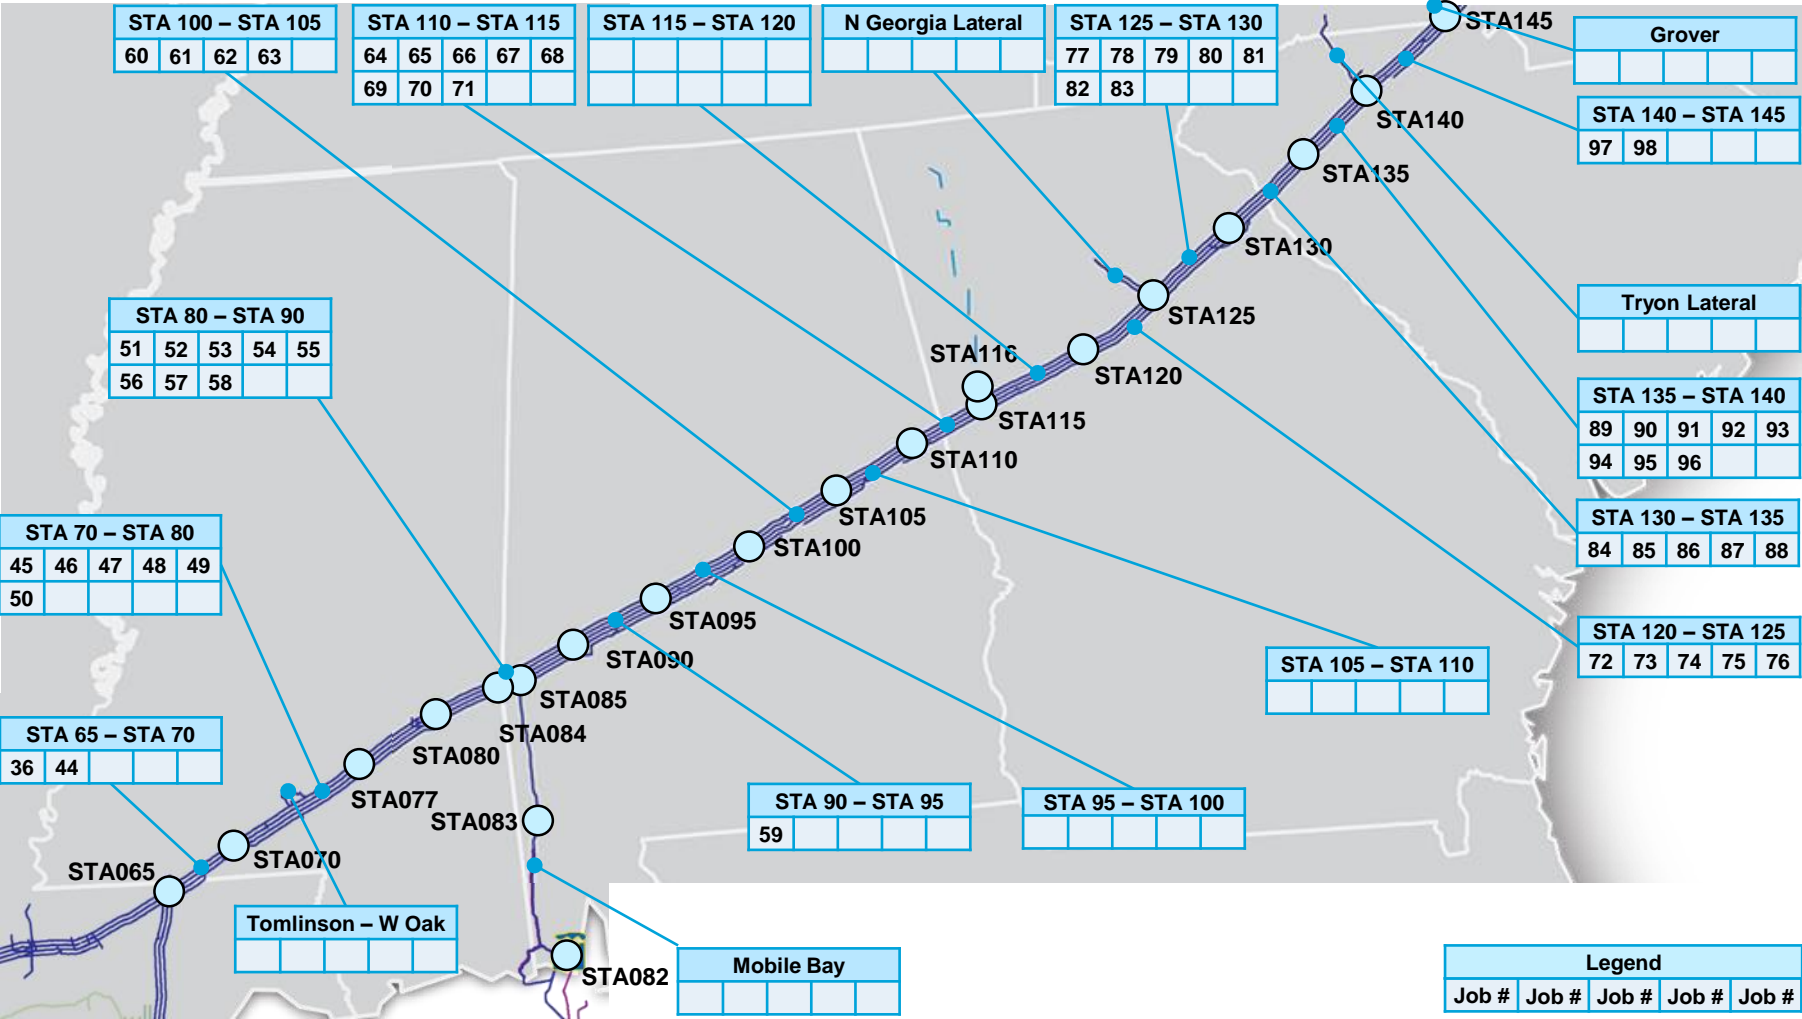 STA 100 – STA 105
60 61 62 63
STA 110 – STA 115
64 65 66 67 68
69 70 71
STA 115 – STA 120
N Georgia Lateral
STA 125 – STA 130
77 78 79 80 81
82 83
STA145
Grover
STA 140 – STA 145
97 98
STA140
STA135
STA130
STA125
STA120
STA116
STA115
STA110
STA105
STA100
STA095
STA090
STA085
STA084
STA080
STA077
STA083
STA070
STA065
STA082
Tryon Lateral
STA 80 – STA 90
51 52 53 54 55
56 57 58
STA 135 – STA 140
89 90 91 92 93
94 95 96
STA 130 – STA 135
84 85 86 87 88
STA 70 – STA 80
45 46 47 48 49
50
STA 120 – STA 125
72 73 74 75 76
STA 105 – STA 110
STA 65 – STA 70
36 44
STA 90 – STA 95
59
STA 95 – STA 100
Tomlinson – W Oak
Mobile Bay
Legend
Job # Job # Job # Job # Job #